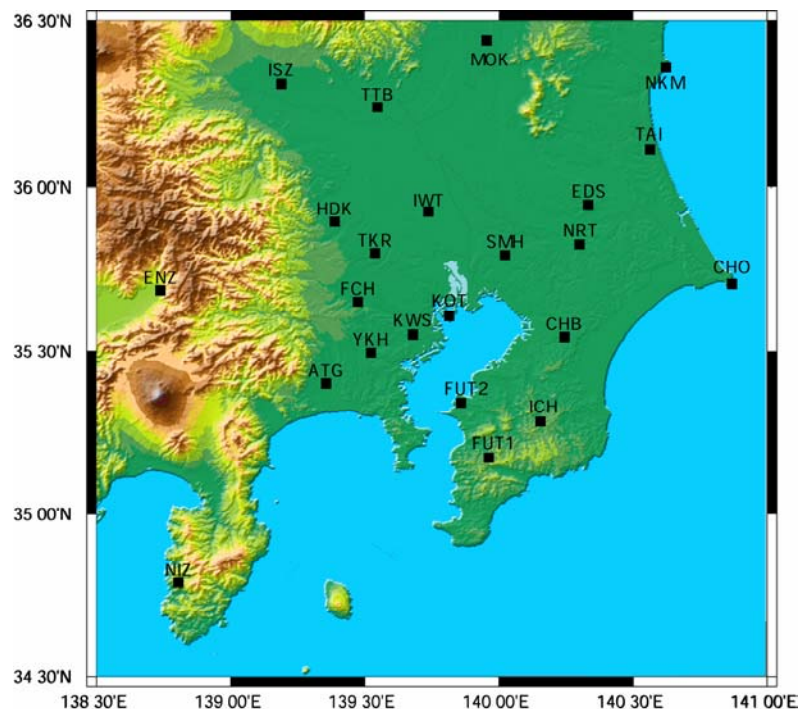 36 30'N
MOK
ISZ
NKM
TTB
TAI
36 00'N
EDS
HDK
IWT
NRT
TKR
SMH
CHO
ENZ
FCH
KOT
KWS
CHB
YKH
35 30'N
ATG
FUT2
ICH
FUT1
35 00'N
NIZ
34 30'N
138 30'E 139 00'E 139 30'E 140 00'E 140 30'E 141 00'E